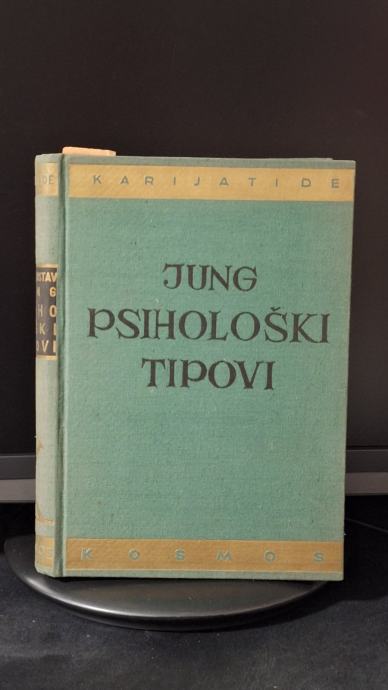 KARIJATIDE
JUNG
PSIHOLOŠKI
TIPOVI
KOSMOS